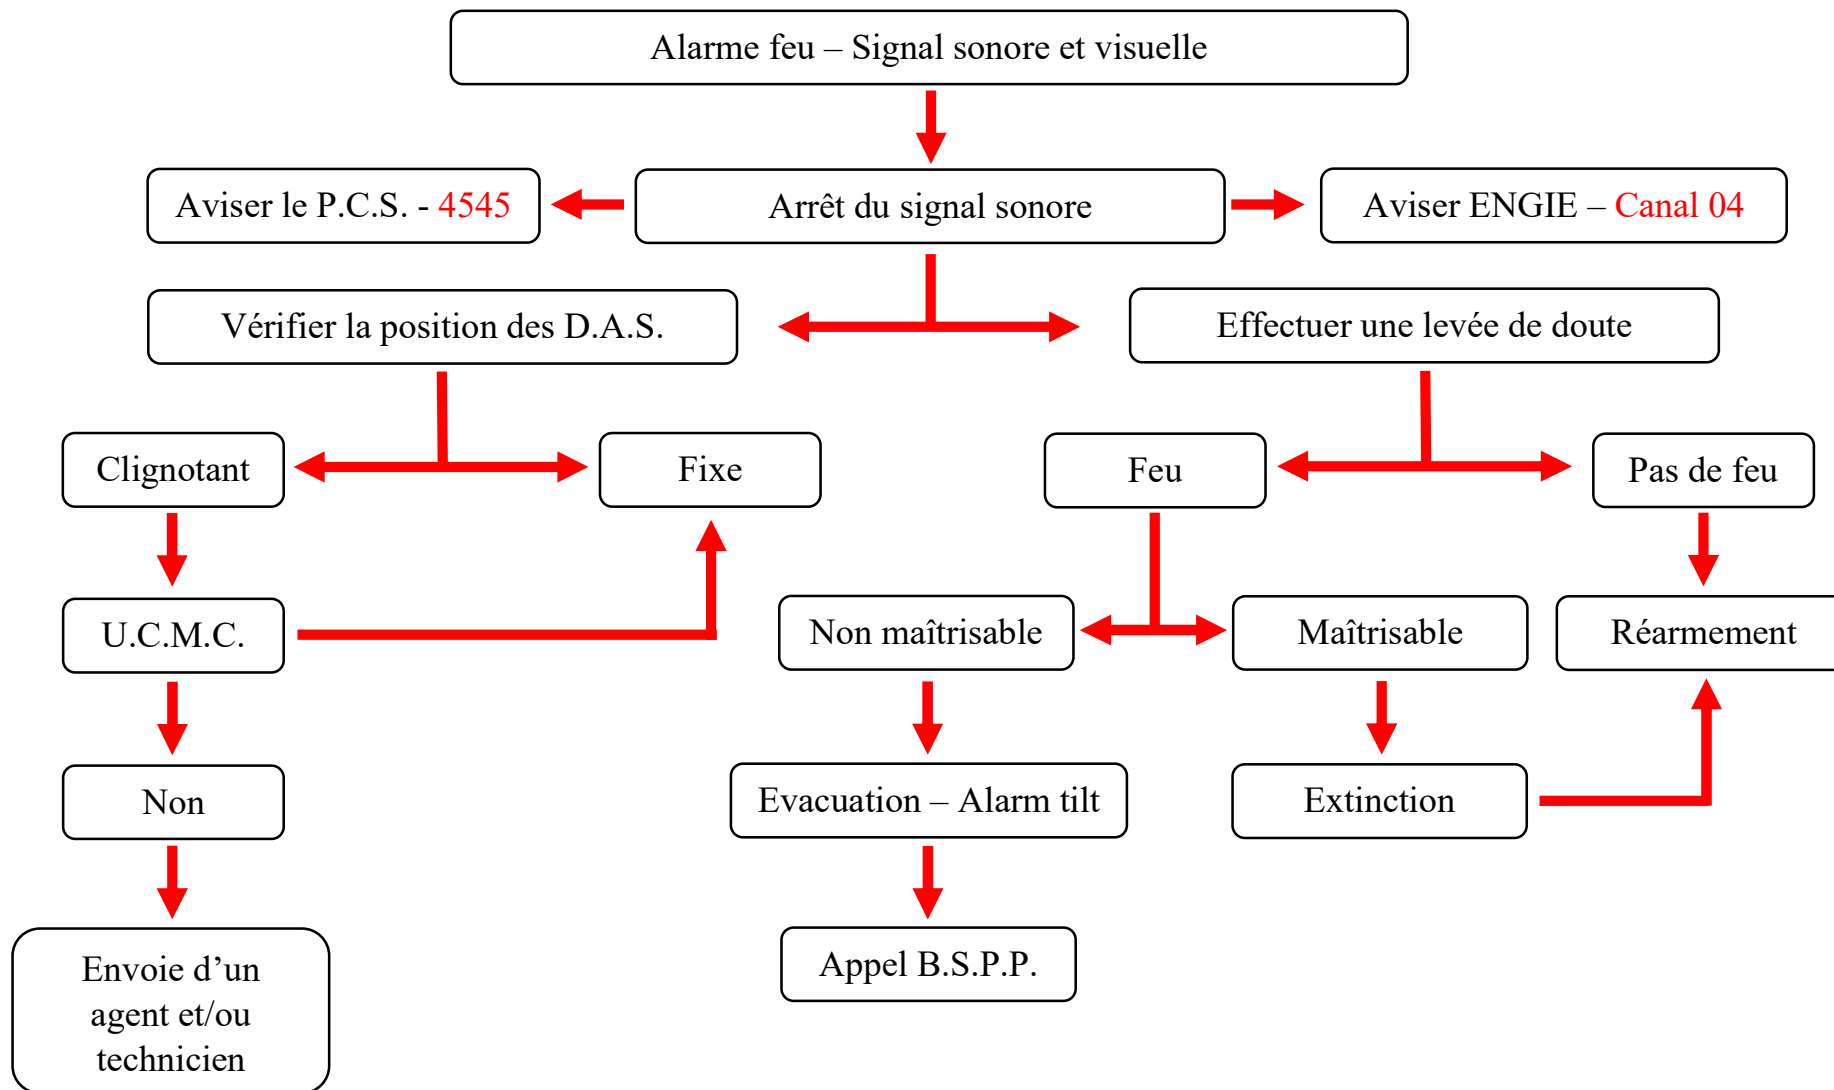 Alarme feu – Signal sonore et visuelle
Aviser le P.C.S. - 4545
Arrêt du signal sonore
Aviser ENGIE – Canal 04
Vérifier la position des D.A.S.
Effectuer une levée de doute
Clignotant
Fixe
Feu
Pas de feu
U.C.M.C.
Non maîtrisable
Maîtrisable
Réarmement
Non
Evacuation – Alarm tilt
Extinction
Envoie d’un
agent et/ou
technicien
Appel B.S.P.P.